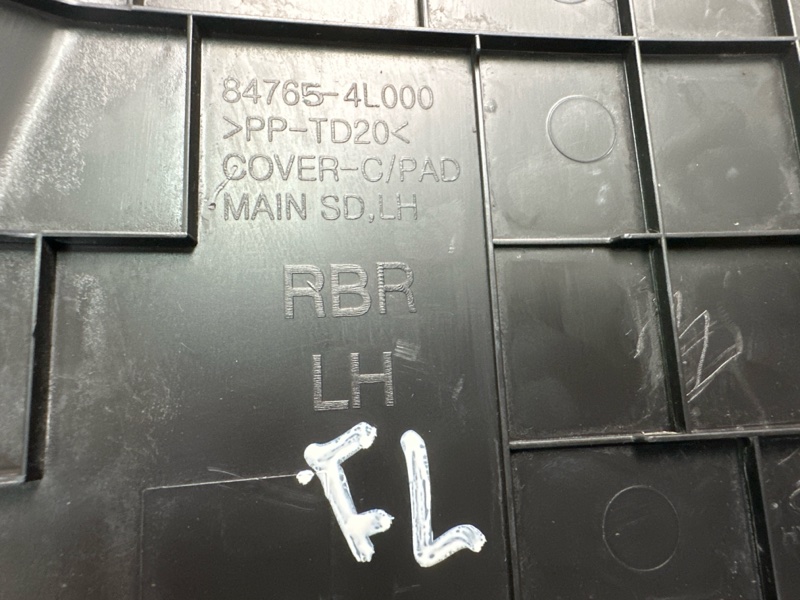 84765-4L000
>PP-TD20<
COVER-C/PAD
MAIN SD,LH
RBR
LH
FL